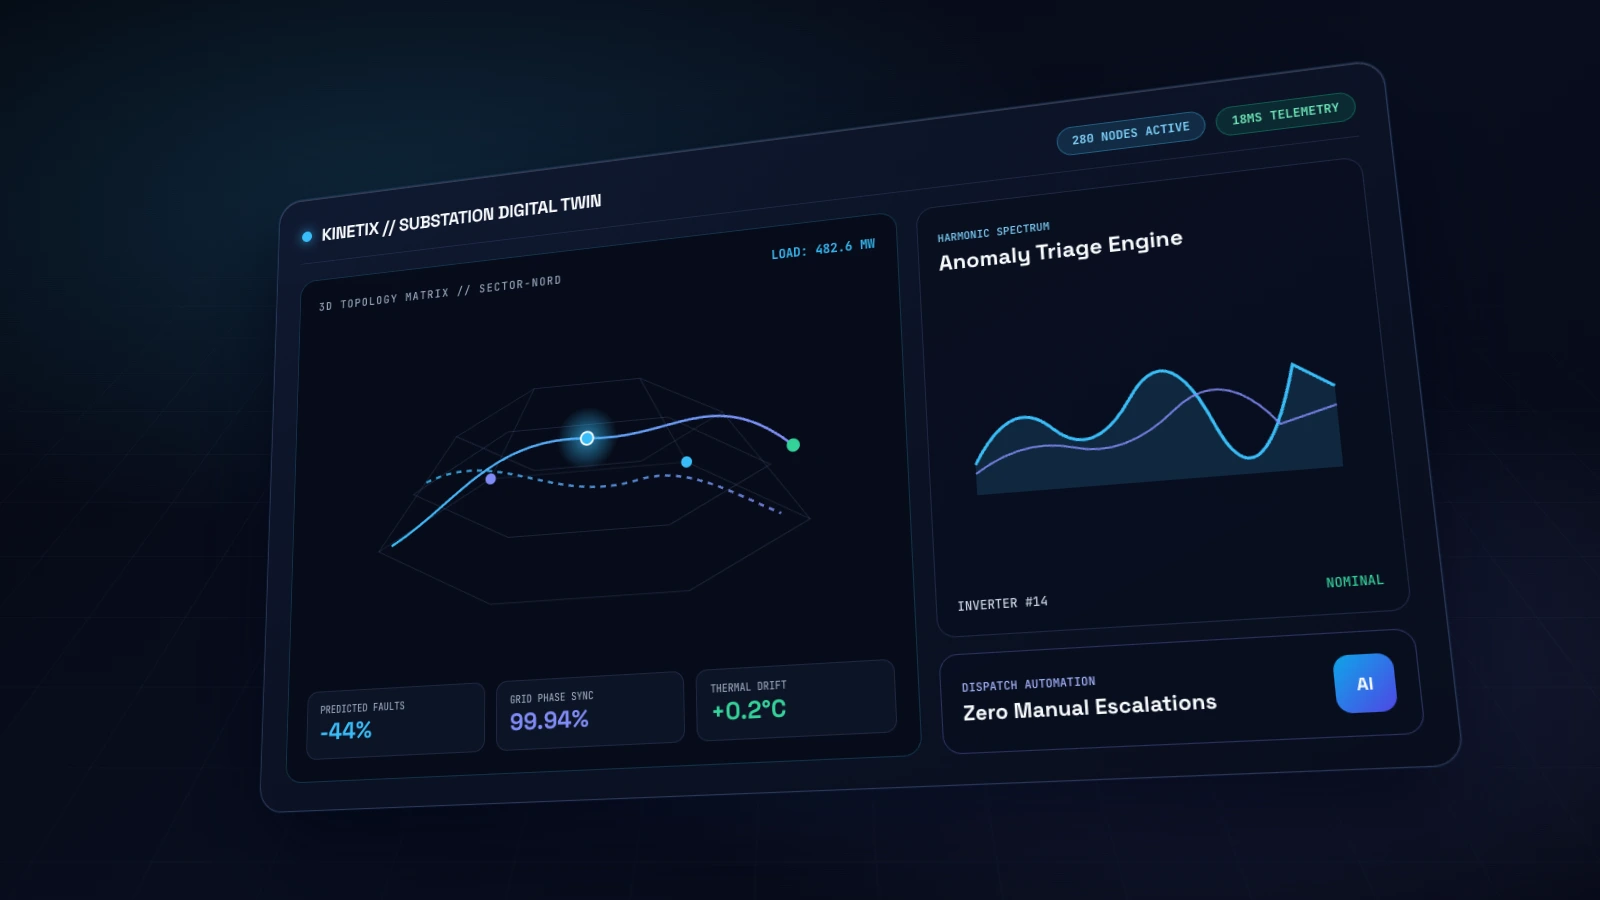 KINETIX // SUBSTATION DIGITAL TWIN
280 NODES ACTIVE
18MS TELEMETRY
3D TOPOLOGY MATRIX // SECTOR-NORD
LOAD: 482.6 MW
PREDICTED FAULTS
-44%
GRID PHASE SYNC
99.94%
THERMAL DRIFT
+0.2°C
HARMONIC SPECTRUM
Anomaly Triage Engine
INVERTER #14
NOMINAL
DISPATCH AUTOMATION
Zero Manual Escalations
AI